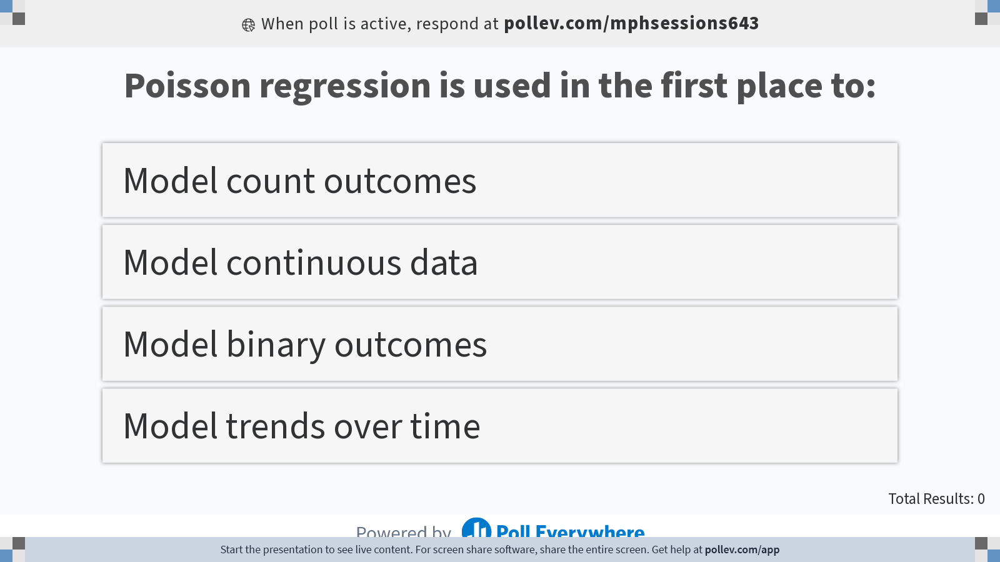 When poll is active, respond at pollev.com/mphsessions643
Poisson regression is used in the first place to:
Model count outcomes
Model continuous data
Model binary outcomes
Model trends over time
Total Results: 0
Powered by Poll Everywhere
Start the presentation to see live content. For screen share software, share the entire screen. Get help at pollev.com/app